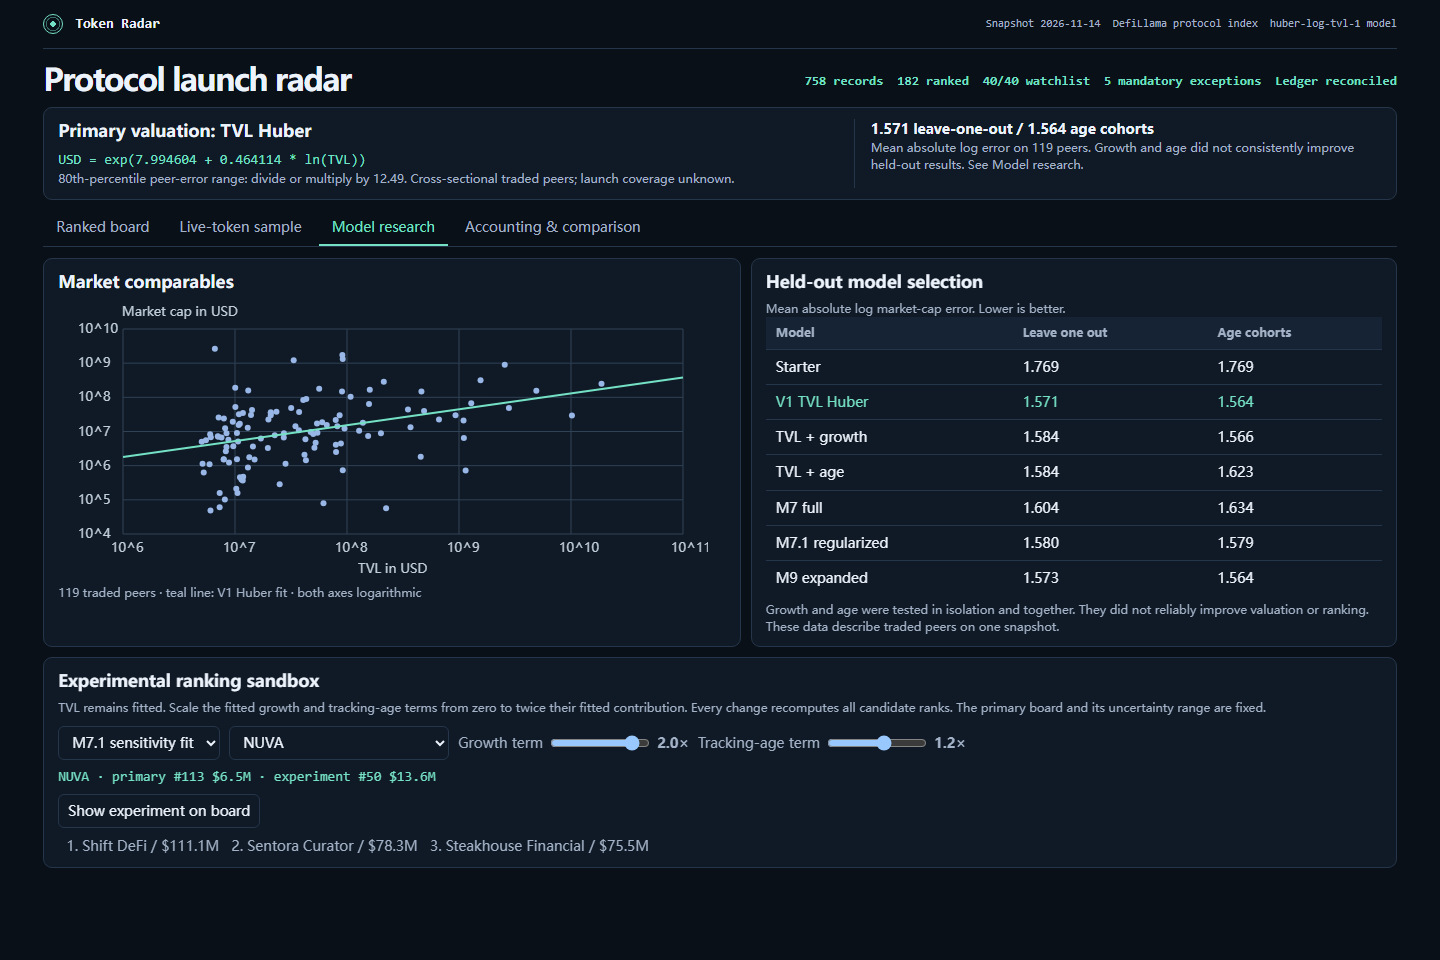 Token Radar
Snapshot 2026-11-14 DefiLlama protocol index huber-log-tvl-1 model
Protocol launch radar
758 records 182 ranked 40/40 watchlist 5 mandatory exceptions Ledger reconciled
Primary valuation: TVL Huber
USD = exp(7.994604 + 0.464114 * ln(TVL))
80th-percentile peer-error range: divide or multiply by 12.49. Cross-sectional traded peers; launch coverage unknown.
1.571 leave-one-out / 1.564 age cohorts
Mean absolute log error on 119 peers. Growth and age did not consistently improve
held-out results. See Model research.
Ranked board Live-token sample Model research Accounting & comparison
Market comparables
Market cap in USD
10^10
10^9
10^8
10^7
10^6
10^5
10^4
10^6 10^7 10^8 10^9 10^10 10^11
TVL in USD
119 traded peers · teal line: V1 Huber fit · both axes logarithmic
Held-out model selection
Mean absolute log market-cap error. Lower is better.
Model Leave one out Age cohorts
Starter 1.769 1.769
V1 TVL Huber 1.571 1.564
TVL + growth 1.584 1.566
TVL + age 1.584 1.623
M7 full 1.604 1.634
M7.1 regularized 1.580 1.579
M9 expanded 1.573 1.564
Growth and age were tested in isolation and together. They did not reliably improve valuation or ranking.
These data describe traded peers on one snapshot.
Experimental ranking sandbox
TVL remains fitted. Scale the fitted growth and tracking-age terms from zero to twice their fitted contribution. Every change recomputes all candidate ranks. The primary board and its uncertainty range are fixed.
M7.1 sensitivity fit NUVA Growth term 2.0× Tracking-age term 1.2×
NUVA · primary #113 $6.5M · experiment #50 $13.6M
Show experiment on board
1. Shift DeFi / $111.1M 2. Sentora Curator / $78.3M 3. Steakhouse Financial / $75.5M